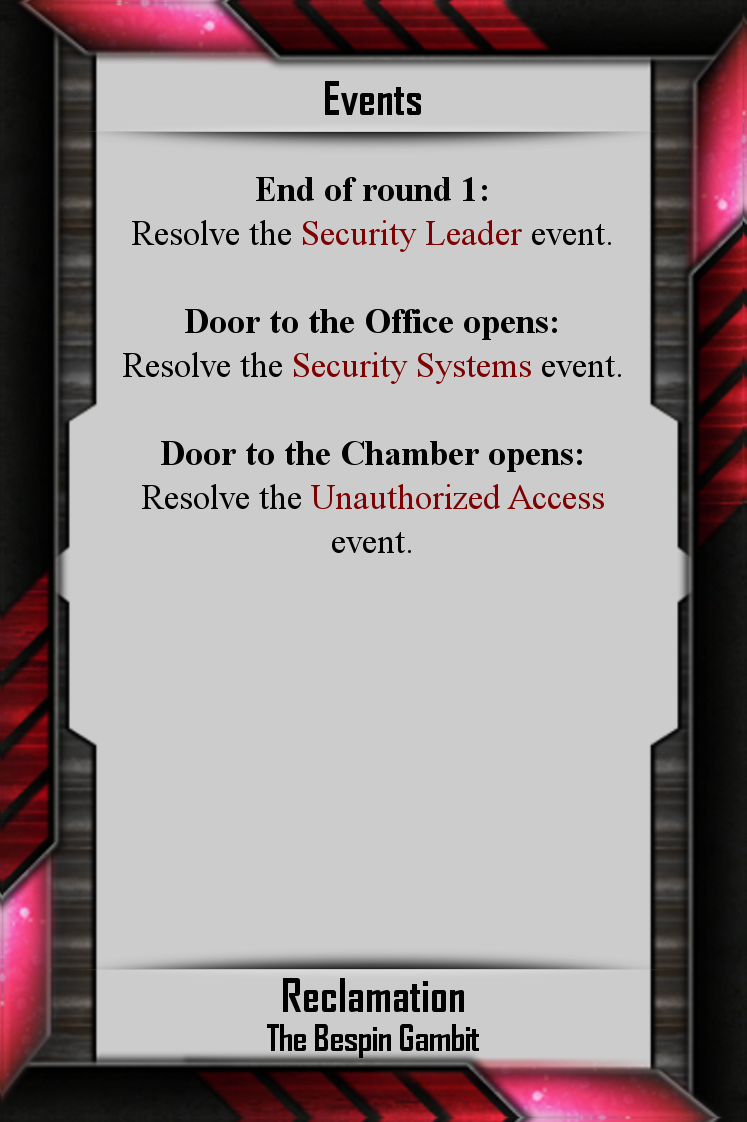 Events
End of round 1:
Resolve the Security Leader event.
Door to the Office opens:
Resolve the Security Systems event.
Door to the Chamber opens:
Resolve the Unauthorized Access
event.
Reclamation
The Bespin Gambit